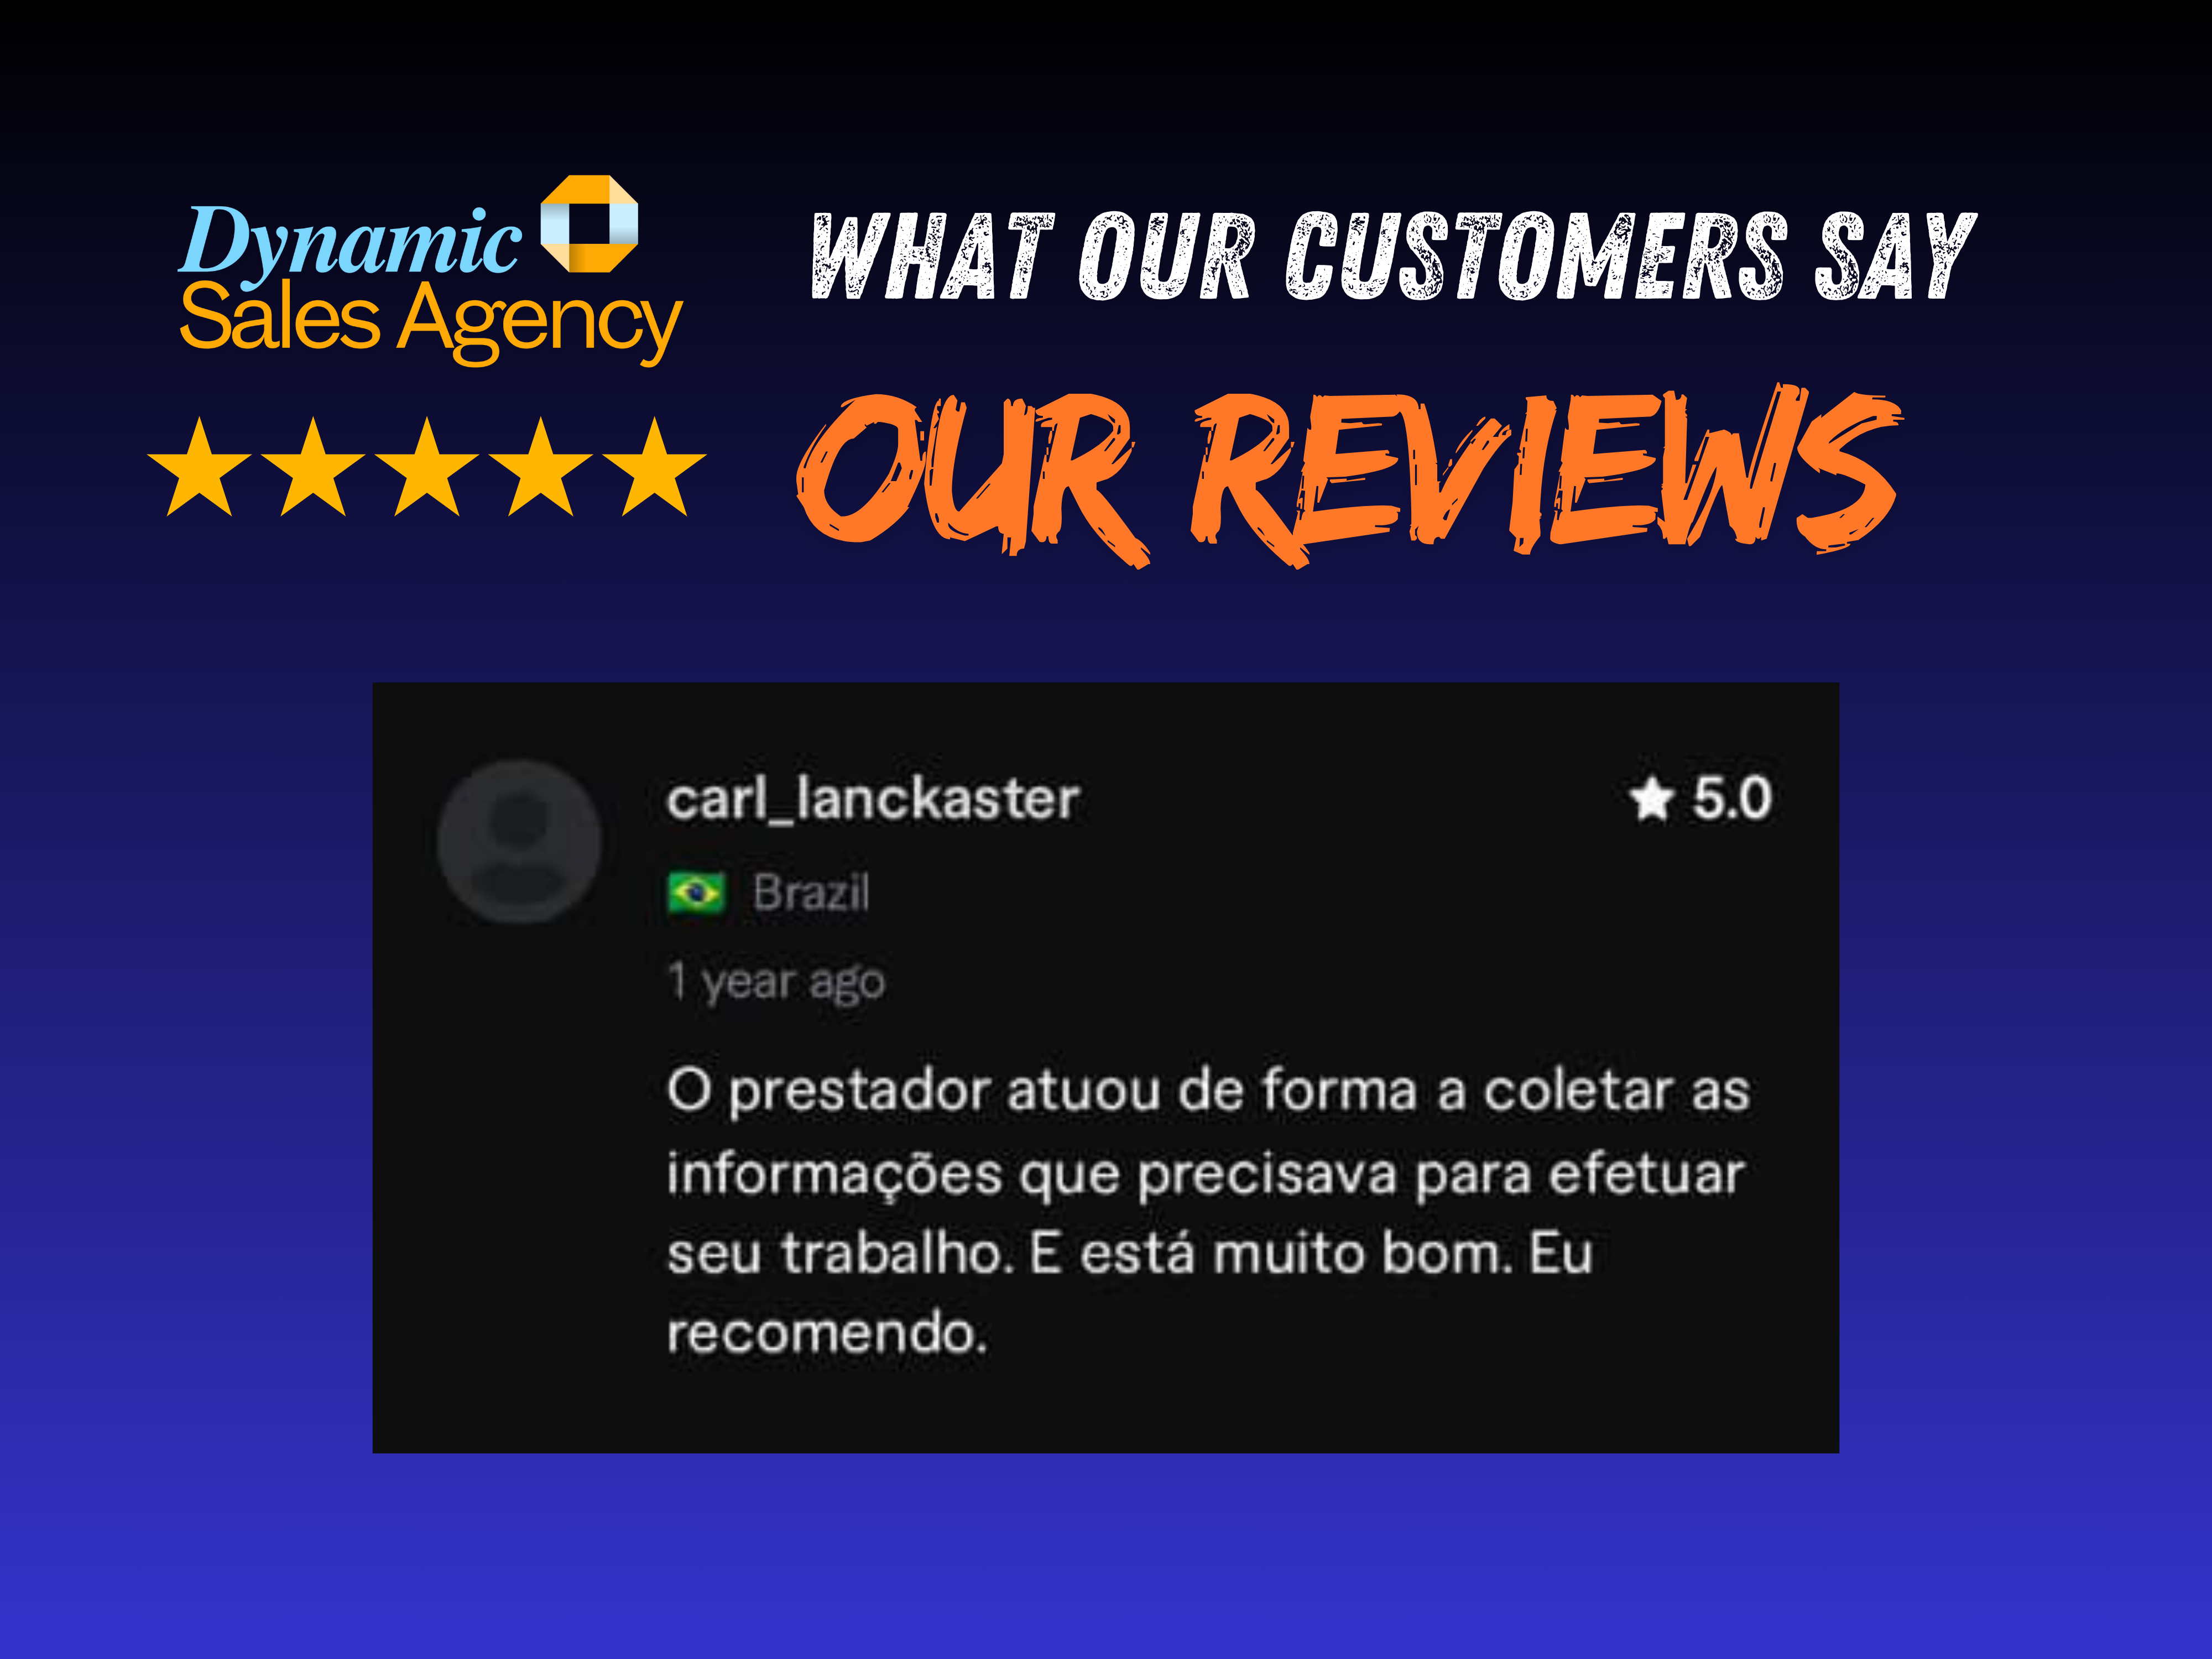 Dynamic
Sales Agency
WHAT OUR CUSTOMERS SAY
OUR REVIEWS
carl_lanckaster
5.0
Brazil
1 year ago
O prestador atuou de forma a coletar as
informações que precisava para efetuar
seu trabalho. E está muito bom. Eu
recomendo.